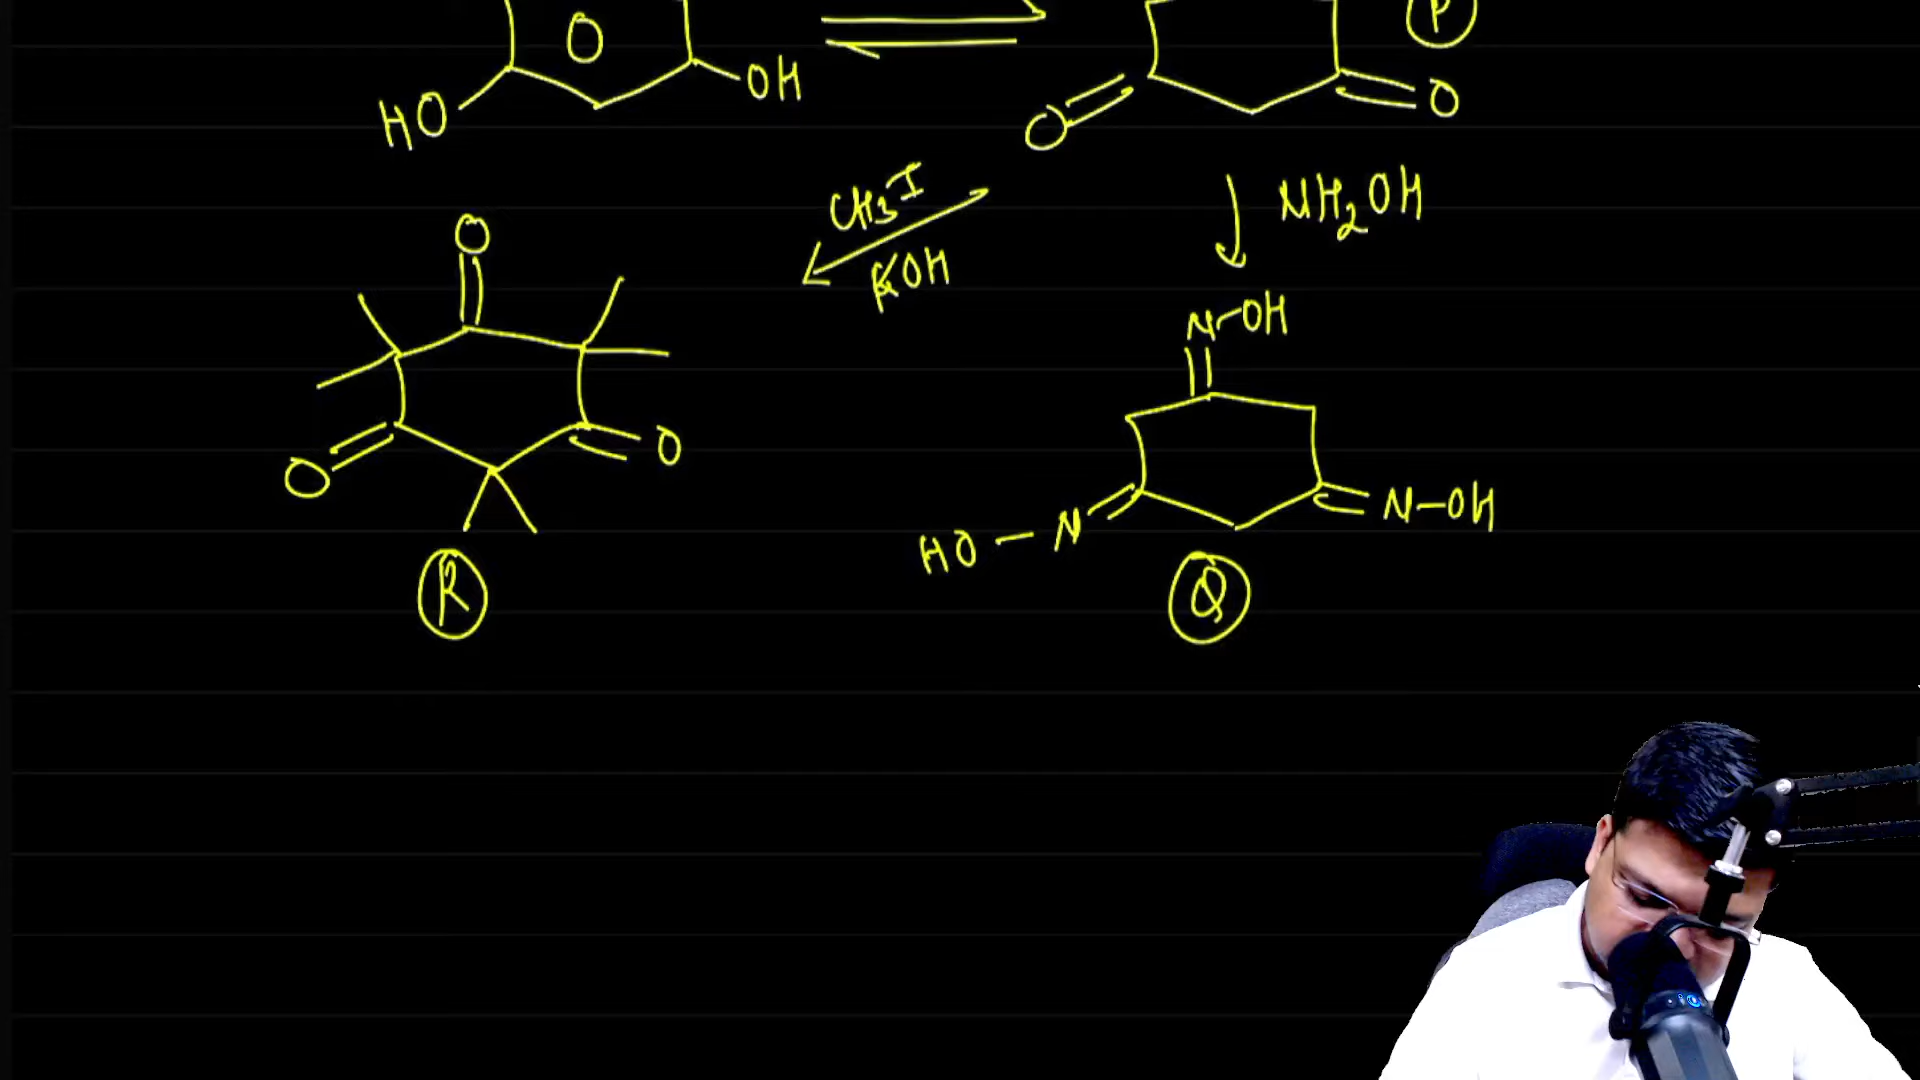 O P
HO OH
O O
CH3I
KOH
NH2OH
O
N-OH
O O
HO-N N-OH
R Q